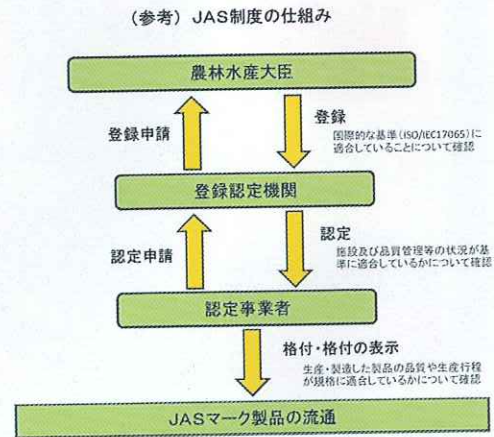 (参考) JAS制度の仕組み
農林水産大臣
登録申請
登録
国際的な基準(ISO/IEC17065)に
適合していることについて確認
登録認定機関
認定申請
認定
施設及び品質管理等の状況が基
準に適合しているかについて確認
認定事業者
格付・格付の表示
生産・製造した製品の品質や生産行程
が規格に適合しているかについて確認
JASマーク製品の流通